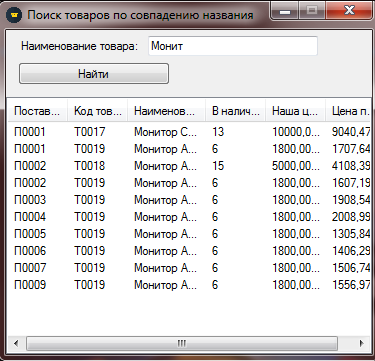 Поиск товаров по совпадению названия
Наименование товара: Монит
Найти
Постав... Код тов... Наименов... В налич... Наша ц... Цена п...
П0001 Т0017 Монитор С... 13 10000,0... 9040,47
П0001 Т0019 Монитор А... 6 1800,00... 1707,64
П0002 Т0018 Монитор А... 15 5000,00... 4108,39
П0002 Т0019 Монитор А... 6 1800,00... 1607,19
П0003 Т0019 Монитор А... 6 1800,00... 1908,54
П0004 Т0019 Монитор А... 6 1800,00... 2008,99
П0005 Т0019 Монитор А... 6 1800,00... 1305,84
П0006 Т0019 Монитор А... 6 1800,00... 1406,29
П0007 Т0019 Монитор А... 6 1800,00... 1506,74
П0009 Т0019 Монитор А... 6 1800,00... 1556,97